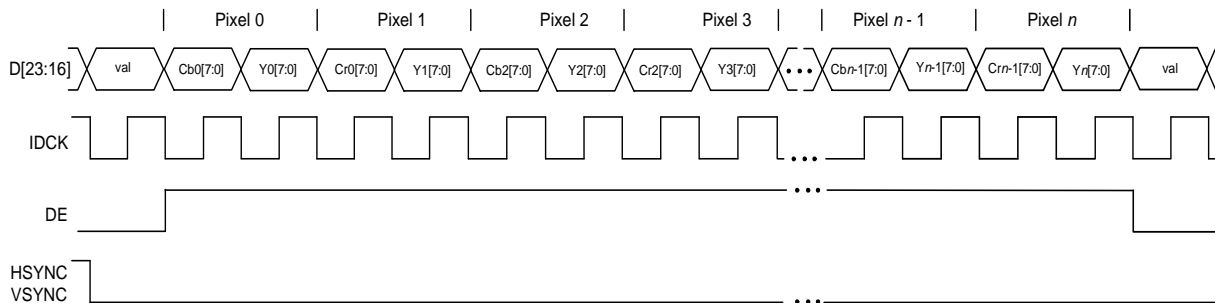 Pixel 0 Pixel 1 Pixel 2 Pixel 3 Pixel n - 1 Pixel n
D[23:16] val Cb0[7:0] Y0[7:0] Cr0[7:0] Y1[7:0] Cb2[7:0] Y2[7:0] Cr2[7:0] Y3[7:0] ••• Cbn-1[7:0] Yn-1[7:0] Crn-1[7:0] Yn[7:0] val
IDCK •••
DE •••
HSYNC
VSYNC •••